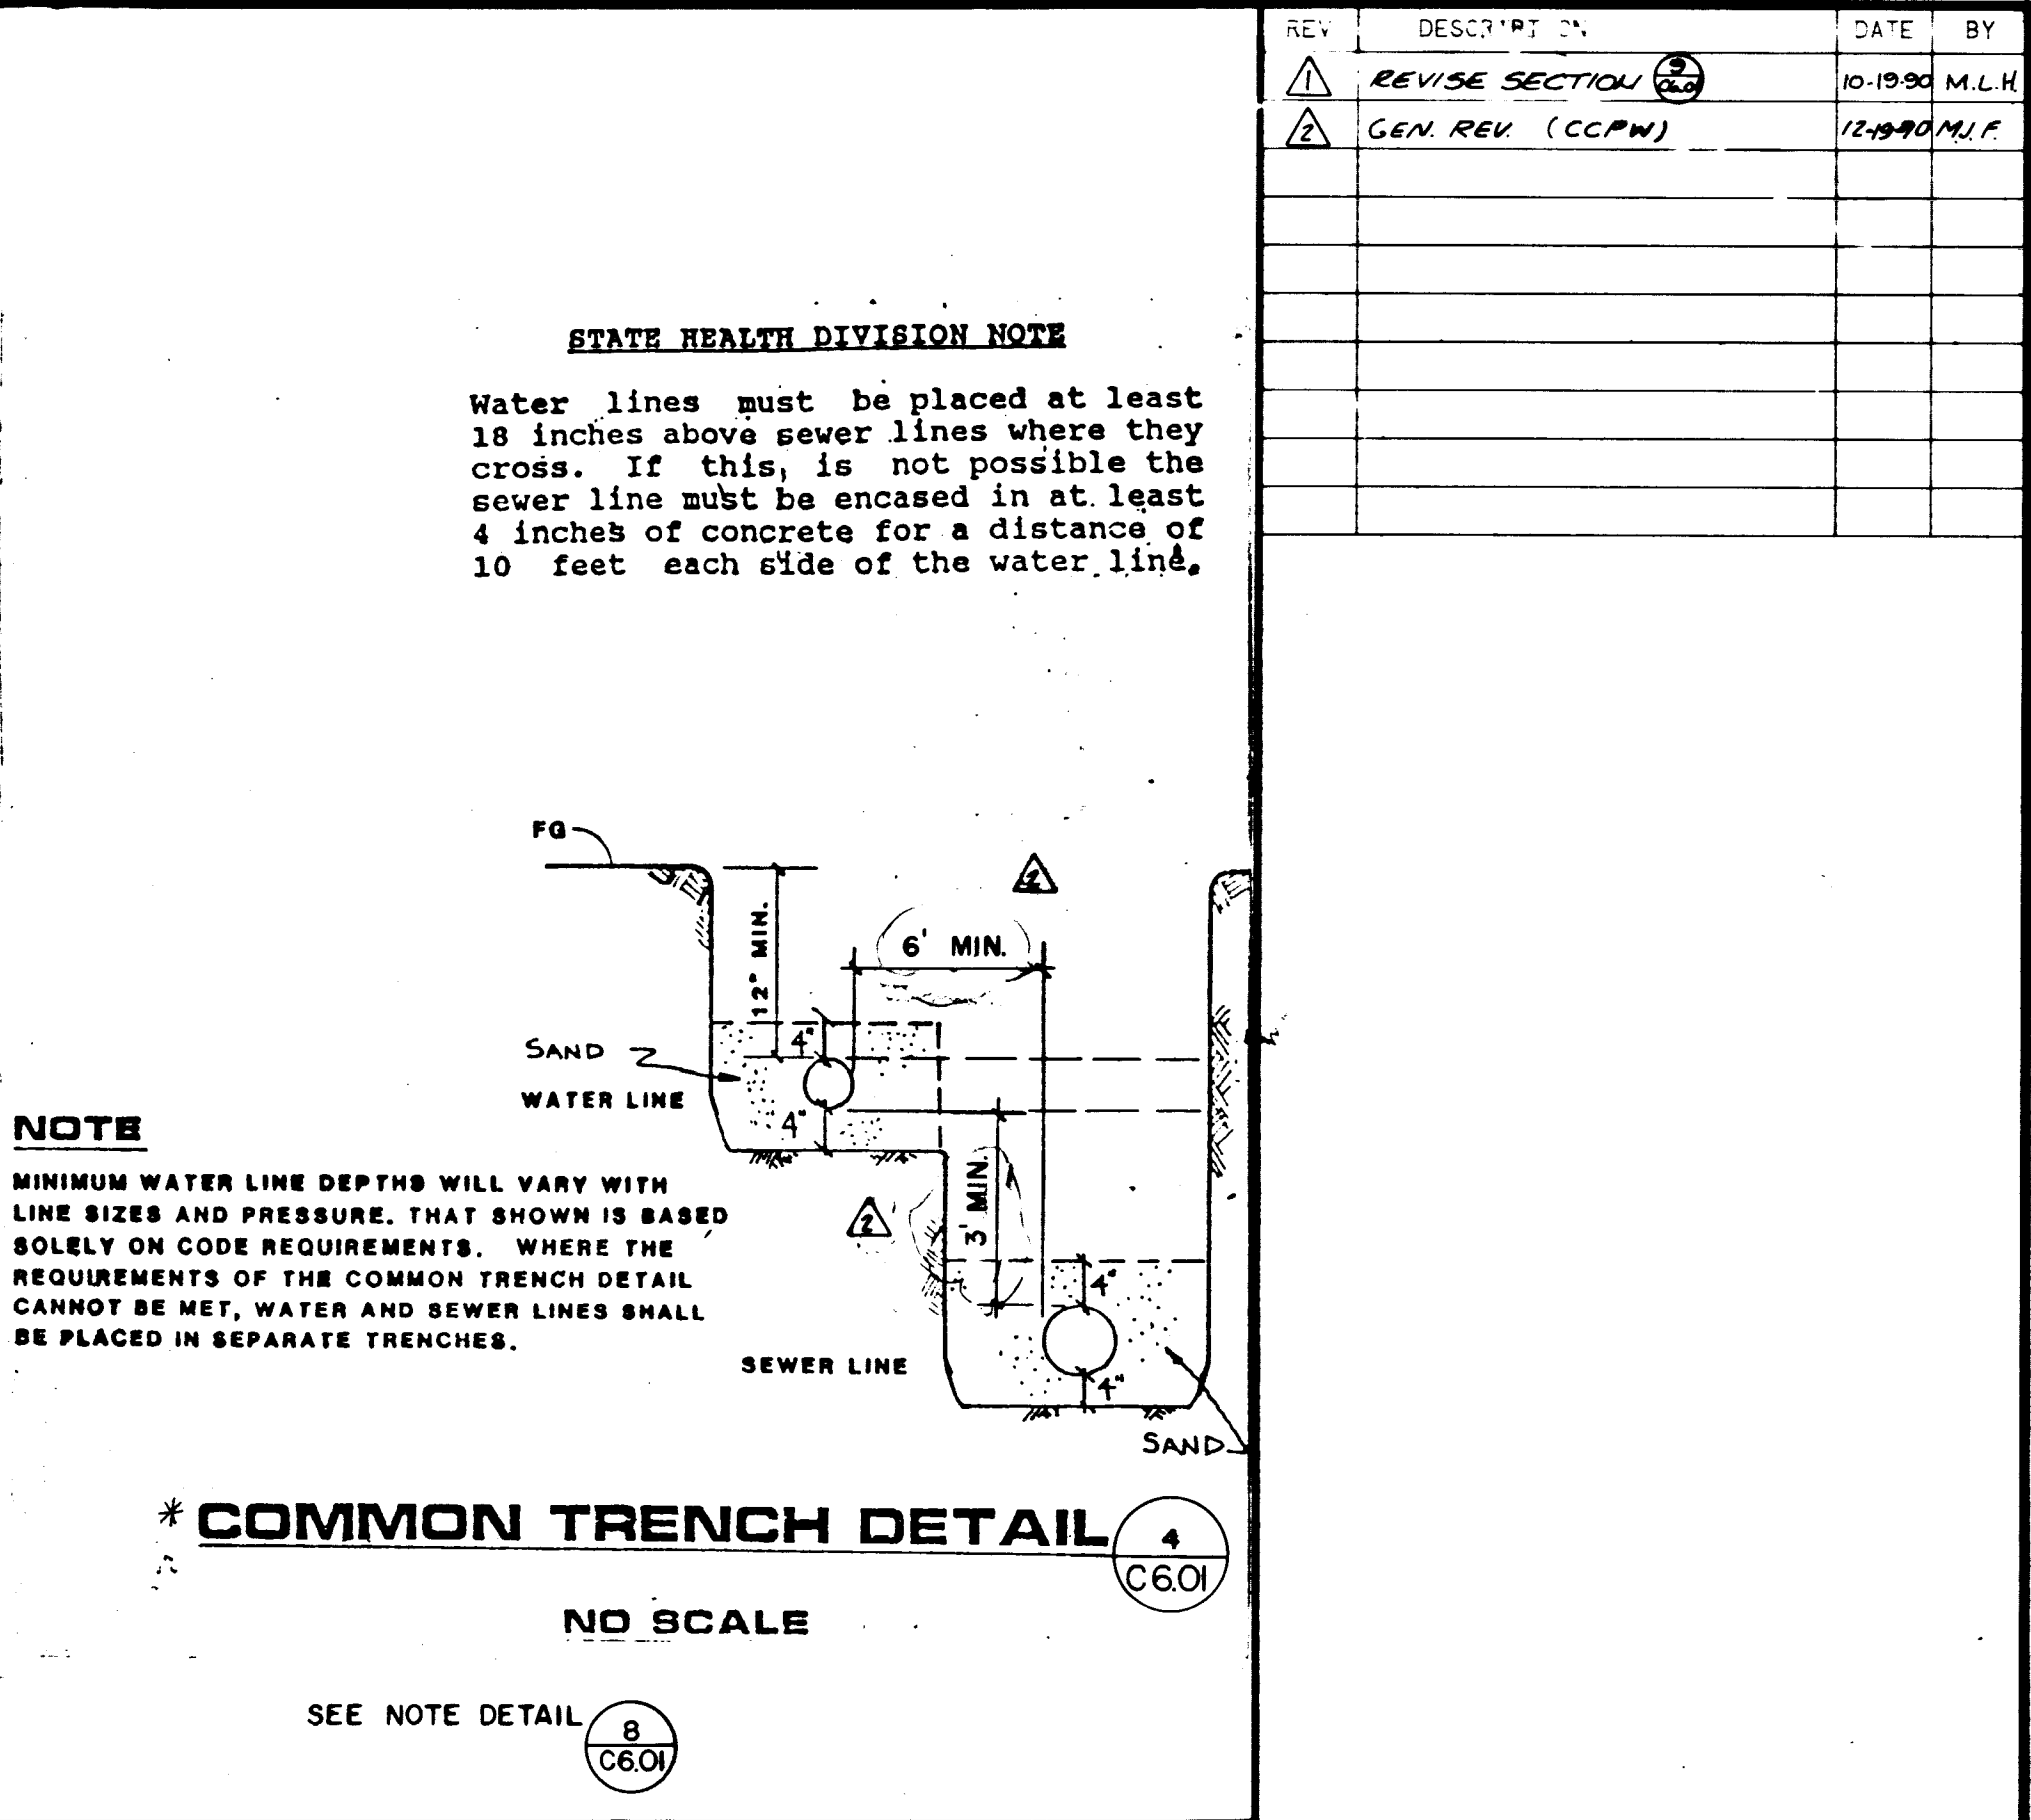 REV DATE BY
1 REVISE SECTION 9 10-19-90 M.L.H.
2 GEN. REV. (CCPW) 12-19-90 M.J.F.
STATE HEALTH DIVISION NOTE
Water lines must be placed at least
18 inches above sewer lines where they
cross. If this, is not possible the
sewer line must be encased in at least
4 inches of concrete for a distance of
10 feet each side of the water line.
FG
2
12" MIN.
6' MIN.
SAND
4"
WATER LINE
4"
NOTE
MINIMUM WATER LINE DEPTHS WILL VARY WITH
LINE SIZES AND PRESSURE. THAT SHOWN IS BASED
SOLELY ON CODE REQUIREMENTS. WHERE THE
REQUIREMENTS OF THE COMMON TRENCH DETAIL
CANNOT BE MET, WATER AND SEWER LINES SHALL
BE PLACED IN SEPARATE TRENCHES.
2
3' MIN.
4"
SEWER LINE
4"
SAND
* COMMON TRENCH DETAIL 4
C6.01
NO SCALE
SEE NOTE DETAIL 8
C6.01